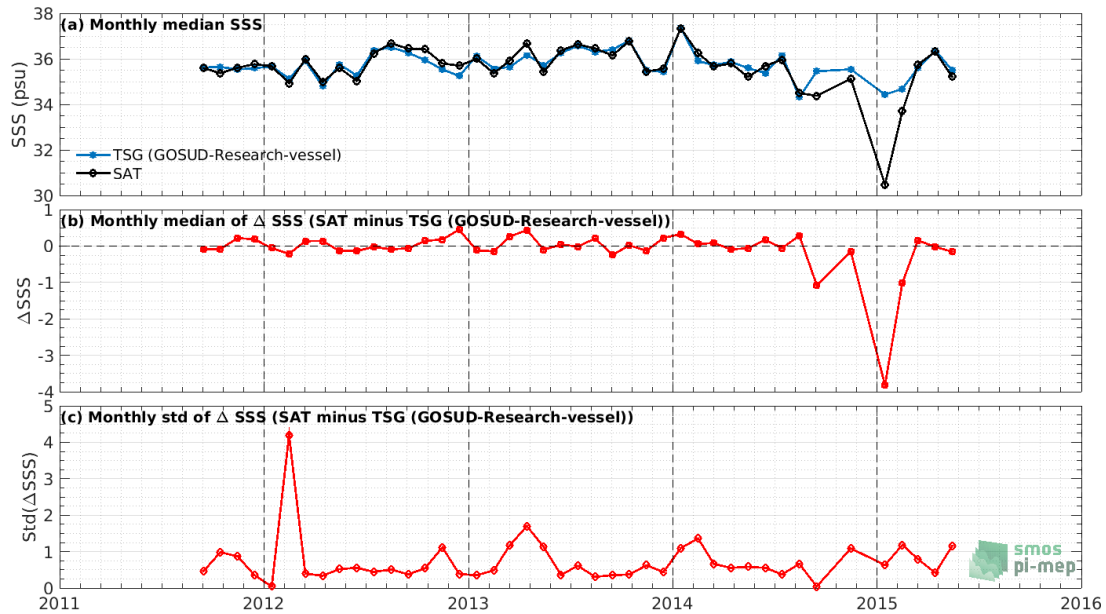 (a) Monthly median SSS
38
36
34
32
30
SSS (psu)
TSG (GOSUD-Research-vessel)
SAT
(b) Monthly median of Δ SSS (SAT minus TSG (GOSUD-Research-vessel))
1
0
-1
-2
-3
-4
ΔSSS
(c) Monthly std of Δ SSS (SAT minus TSG (GOSUD-Research-vessel))
5
4
3
2
1
0
Std(ΔSSS)
2011
2012
2013
2014
2015
2016
smos
pi-mep